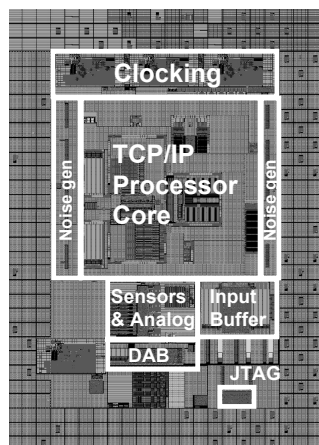 Clocking
Noise gen
TCP/IP
Processor
Core
Noise gen
Sensors
& Analog
Input
Buffer
DAB
JTAG